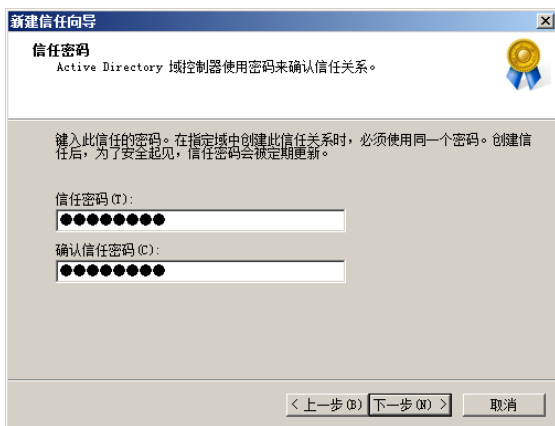 新建信任向导
信任密码
Active Directory 域控制器使用密码来确认信任关系。
键入此信任的密码。在指定域中创建此信任关系时，必须使用同一个密码。创建信
任后，为了安全起见，信任密码会被定期更新。
信任密码(T):
●●●●●●●●
确认信任密码(C):
●●●●●●●●
< 上一步(B) 下一步(N) > 取消